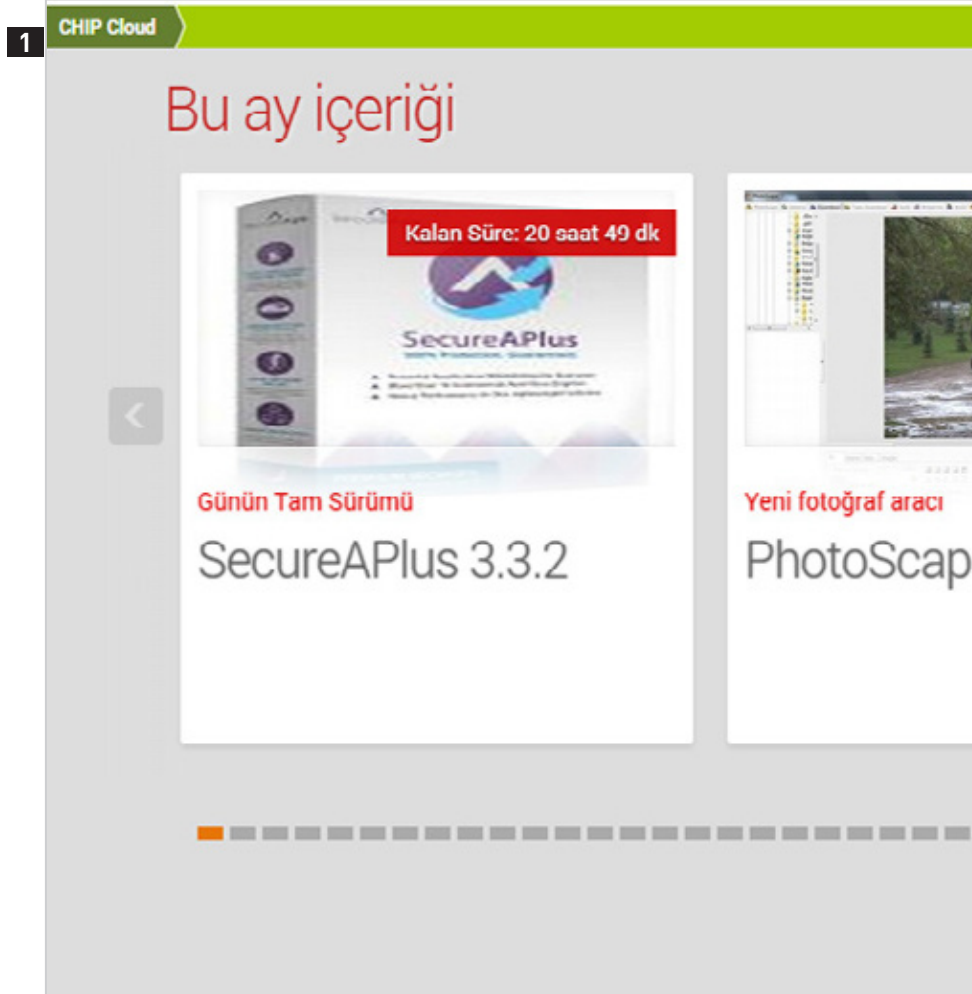 1
CHIP Cloud
Bu ay içeriği
Kalan Süre: 20 saat 49 dk
SecureAPlus
Günün Tam Sürümü
SecureAPlus 3.3.2
Yeni fotoğraf aracı
PhotoScap